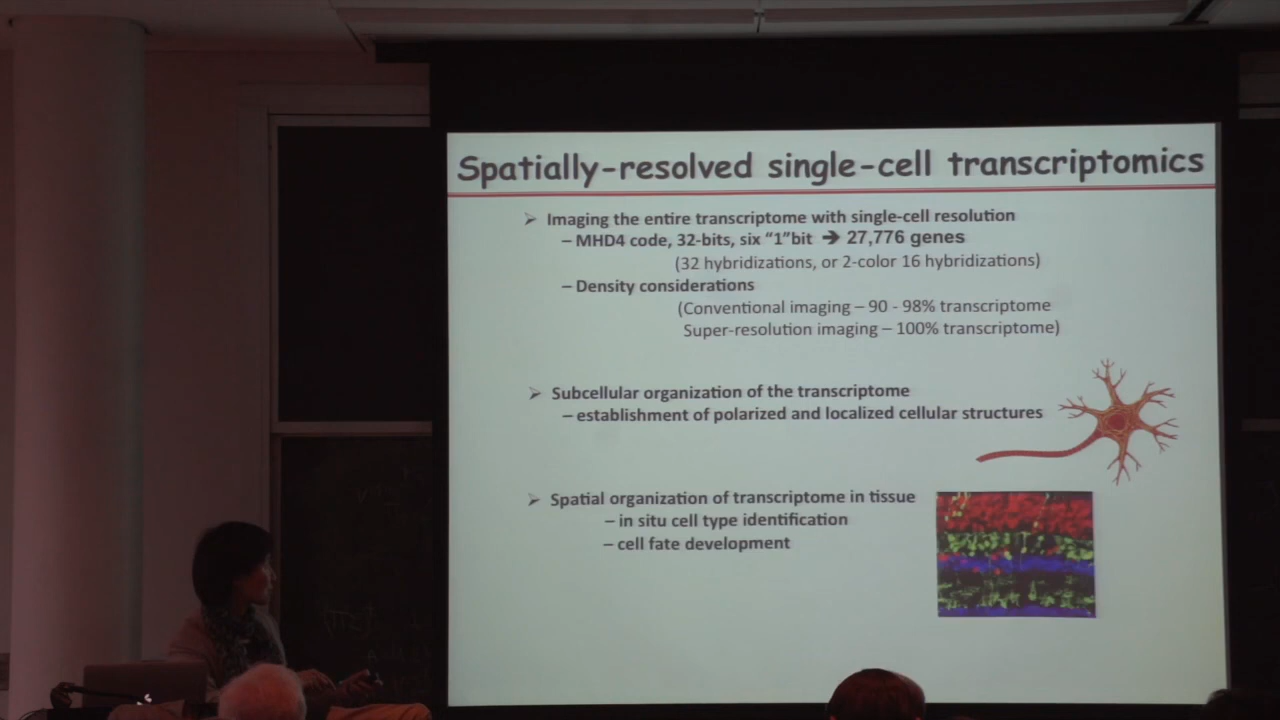 Spatially-resolved single-cell transcriptomics
➢ Imaging the entire transcriptome with single-cell resolution
– MHD4 code, 32-bits, six “1”bit ➔ 27,776 genes
(32 hybridizations, or 2-color 16 hybridizations)
– Density considerations
(Conventional imaging – 90 - 98% transcriptome
Super-resolution imaging – 100% transcriptome)
➢ Subcellular organization of the transcriptome
– establishment of polarized and localized cellular structures
➢ Spatial organization of transcriptome in tissue
– in situ cell type identification
– cell fate development